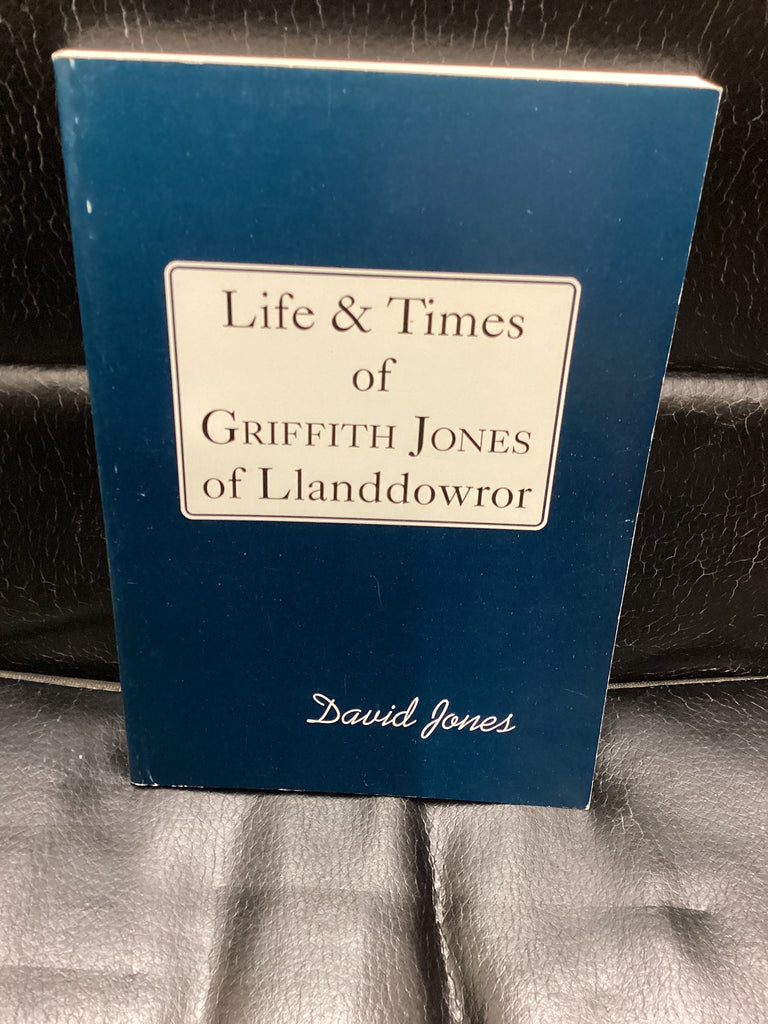 Life & Times
of
GRIFFITH JONES
of Llanddowror
David Jones